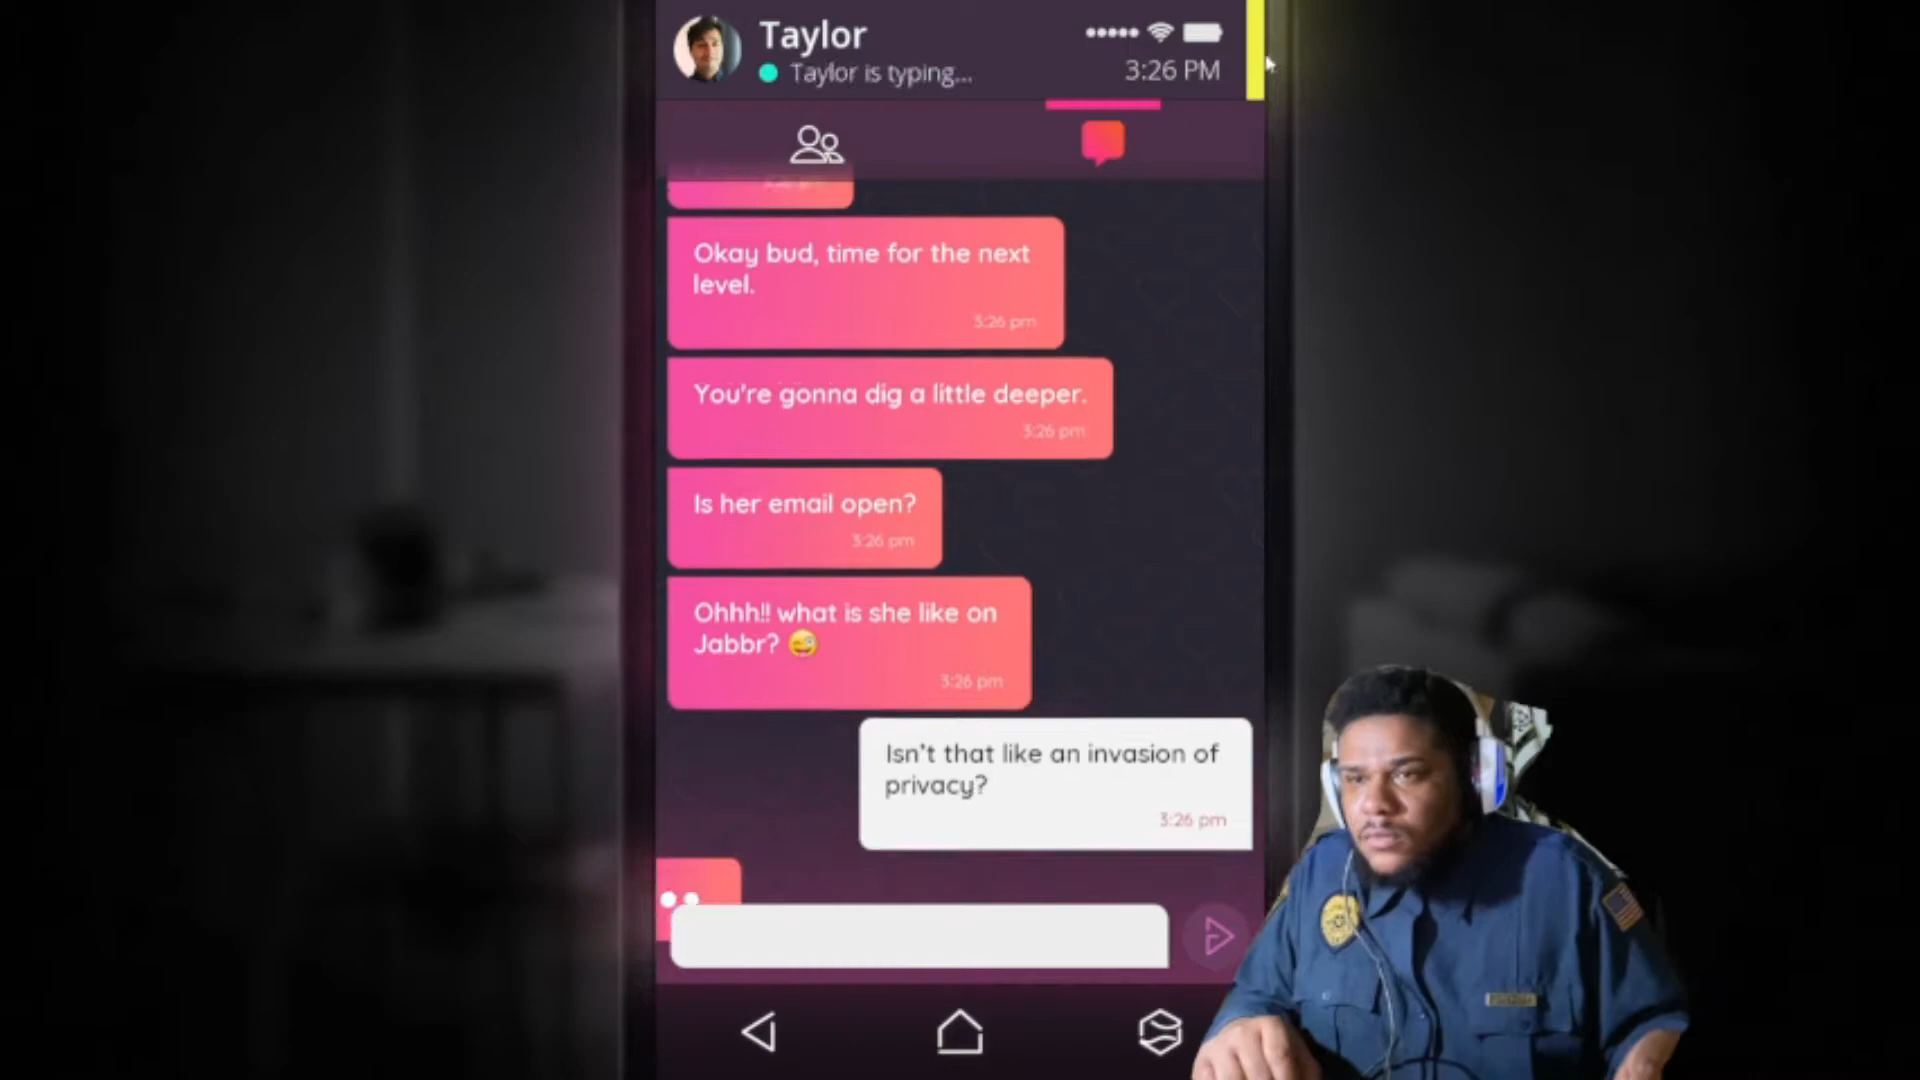 Taylor
Taylor is typing...
3:26 PM
Okay bud, time for the next
level.
3:26 pm
You're gonna dig a little deeper.
3:26 pm
Is her email open?
3:26 pm
Ohhh!! what is she like on
Jabbr? 😜
3:26 pm
Isn't that like an invasion of
privacy?
3:26 pm